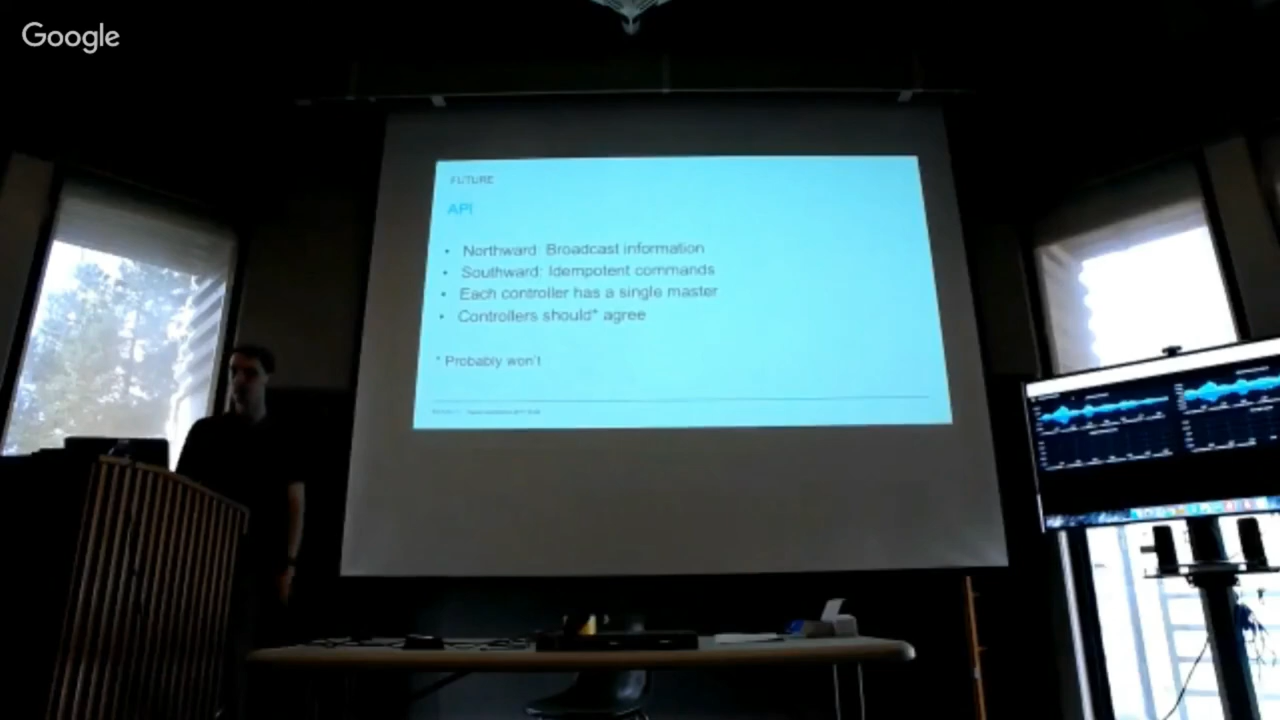 Google
FUTURE
API
• Northward: Broadcast information
• Southward: Idempotent commands
• Each controller has a single master
• Controllers should* agree
* Probably won't